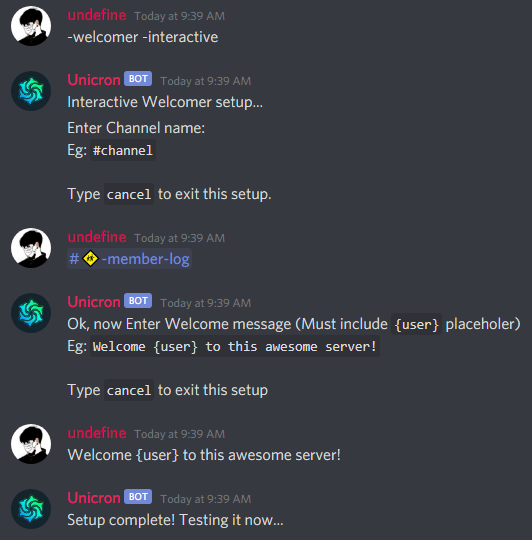 undefine Today at 9:39 AM
-welcomer -interactive
Unicron BOT Today at 9:39 AM
Interactive Welcomer setup...
Enter Channel name:
Eg: #channel
Type cancel to exit this setup.
undefine Today at 9:39 AM
#🚸-member-log
Unicron BOT Today at 9:39 AM
Ok, now Enter Welcome message (Must include {user} placeholer)
Eg: Welcome {user} to this awesome server!
Type cancel to exit this setup
undefine Today at 9:39 AM
Welcome {user} to this awesome server!
Unicron BOT Today at 9:39 AM
Setup complete! Testing it now...